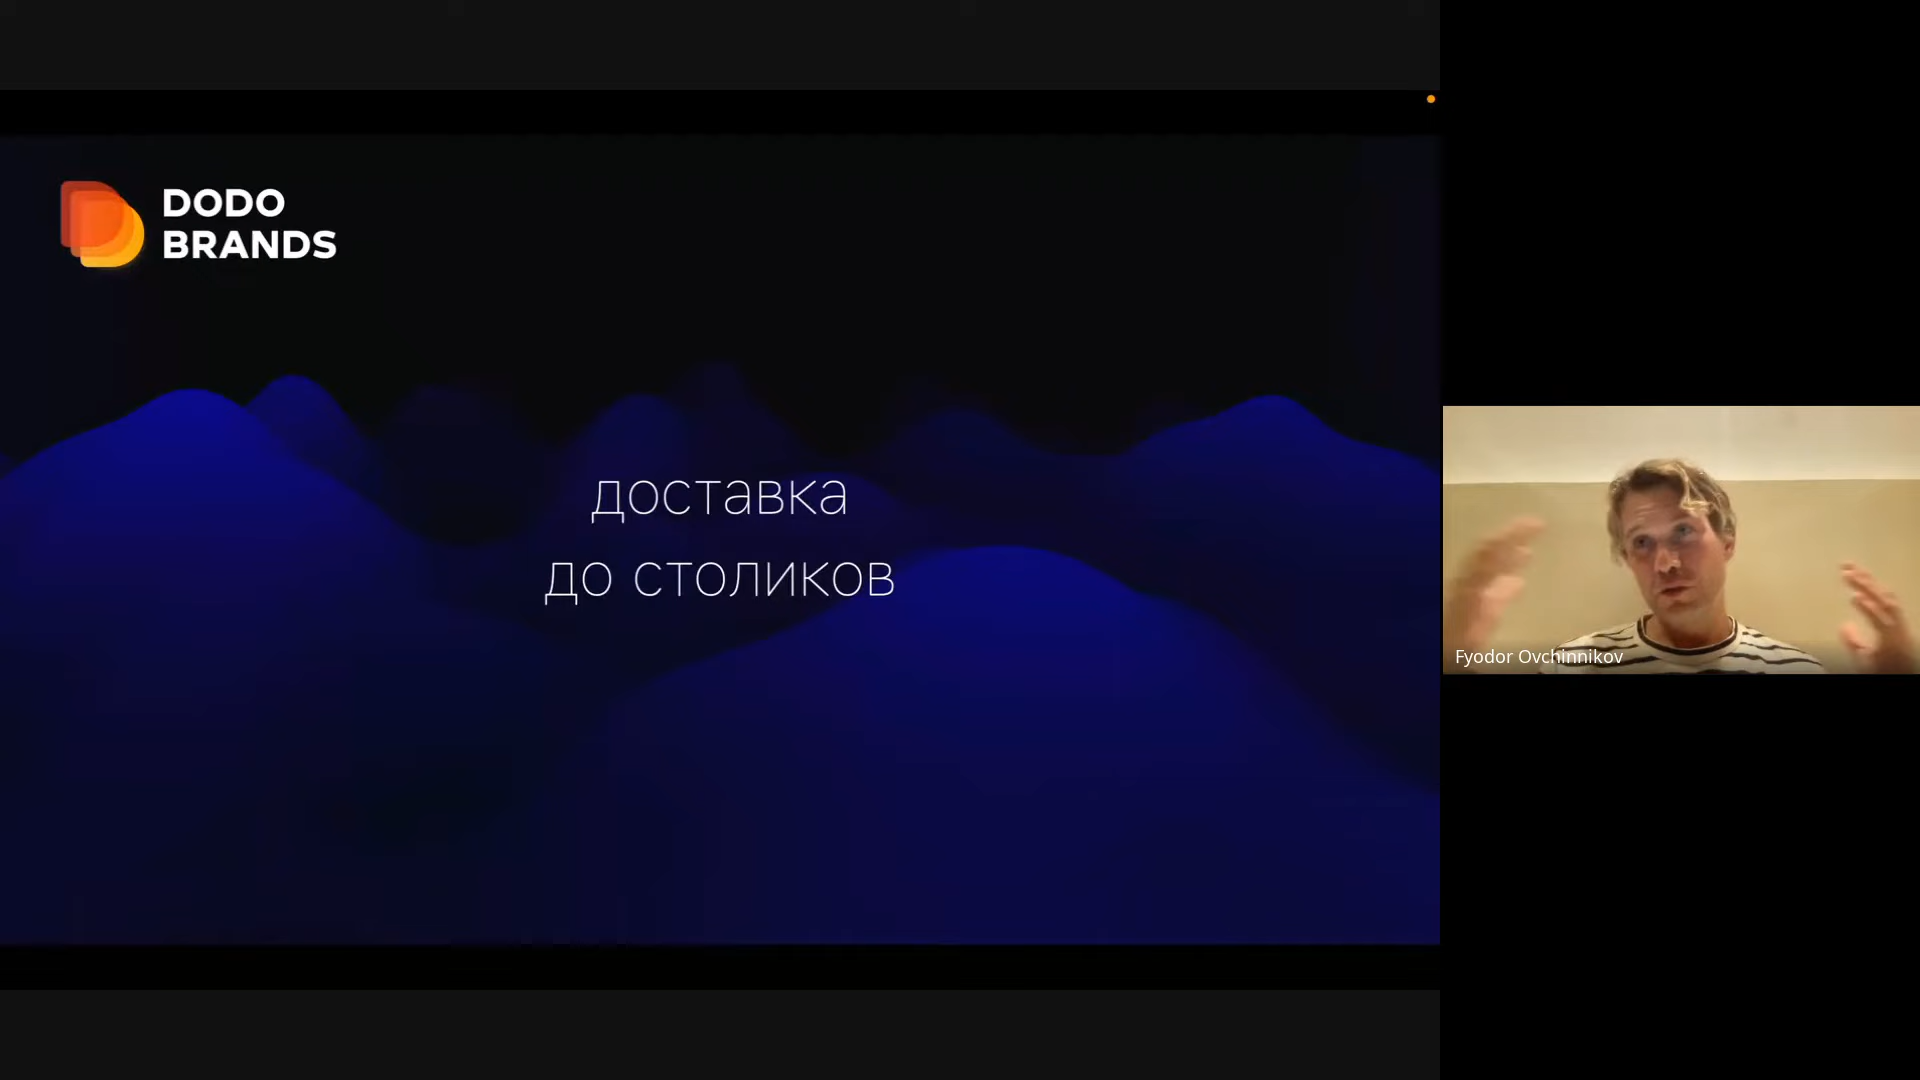 DODO
BRANDS
доставка
до столиков
Fyodor Ovchinnikov